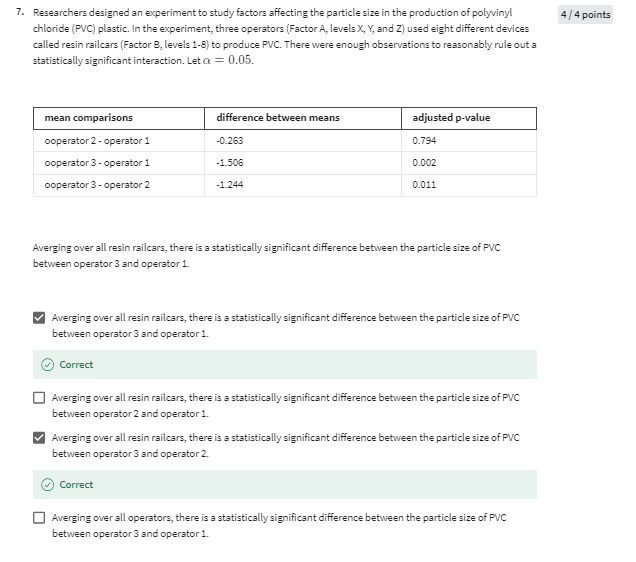 7. Researchers designed an experiment to study factors affecting the particle size in the production of polyvinyl
4 / 4 points
chloride (PVC) plastic. In the experiment, three operators (Factor A, levels X, Y, and Z) used eight different devices
called resin railcars (Factor B, levels 1-8) to produce PVC. There were enough observations to reasonably rule out a
statistically significant interaction. Let α = 0.05.
mean comparisons difference between means adjusted p-value
ooperator 2 - operator 1 -0.263 0.794
ooperator 3 - operator 1 -1.506 0.002
ooperator 3 - operator 2 -1.244 0.011
Averging over all resin railcars, there is a statistically significant difference between the particle size of PVC
between operator 3 and operator 1.
Averging over all resin railcars, there is a statistically significant difference between the particle size of PVC
between operator 3 and operator 1.
Correct
Averging over all resin railcars, there is a statistically significant difference between the particle size of PVC
between operator 2 and operator 1.
Averging over all resin railcars, there is a statistically significant difference between the particle size of PVC
between operator 3 and operator 2.
Correct
Averging over all operators, there is a statistically significant difference between the particle size of PVC
between operator 3 and operator 1.